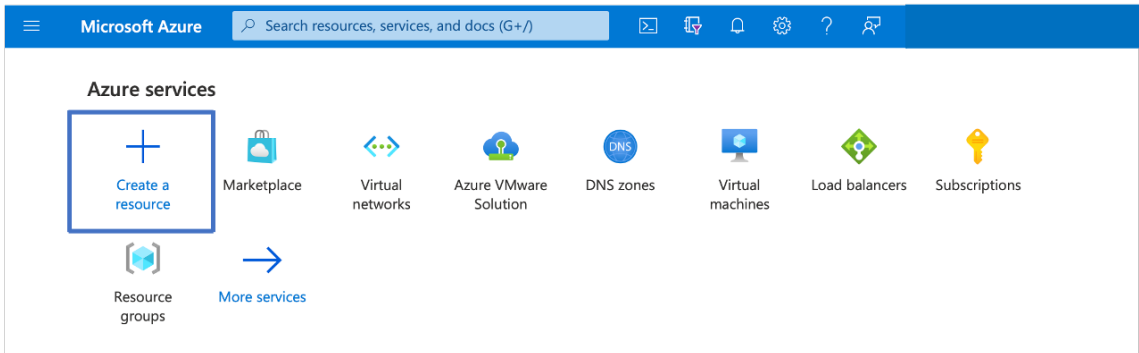 Microsoft Azure
Search resources, services, and docs (G+/)
Azure services
Create a
resource
Marketplace
Virtual
networks
Azure VMware
Solution
DNS
DNS zones
Virtual
machines
Load balancers
Subscriptions
Resource
groups
More services